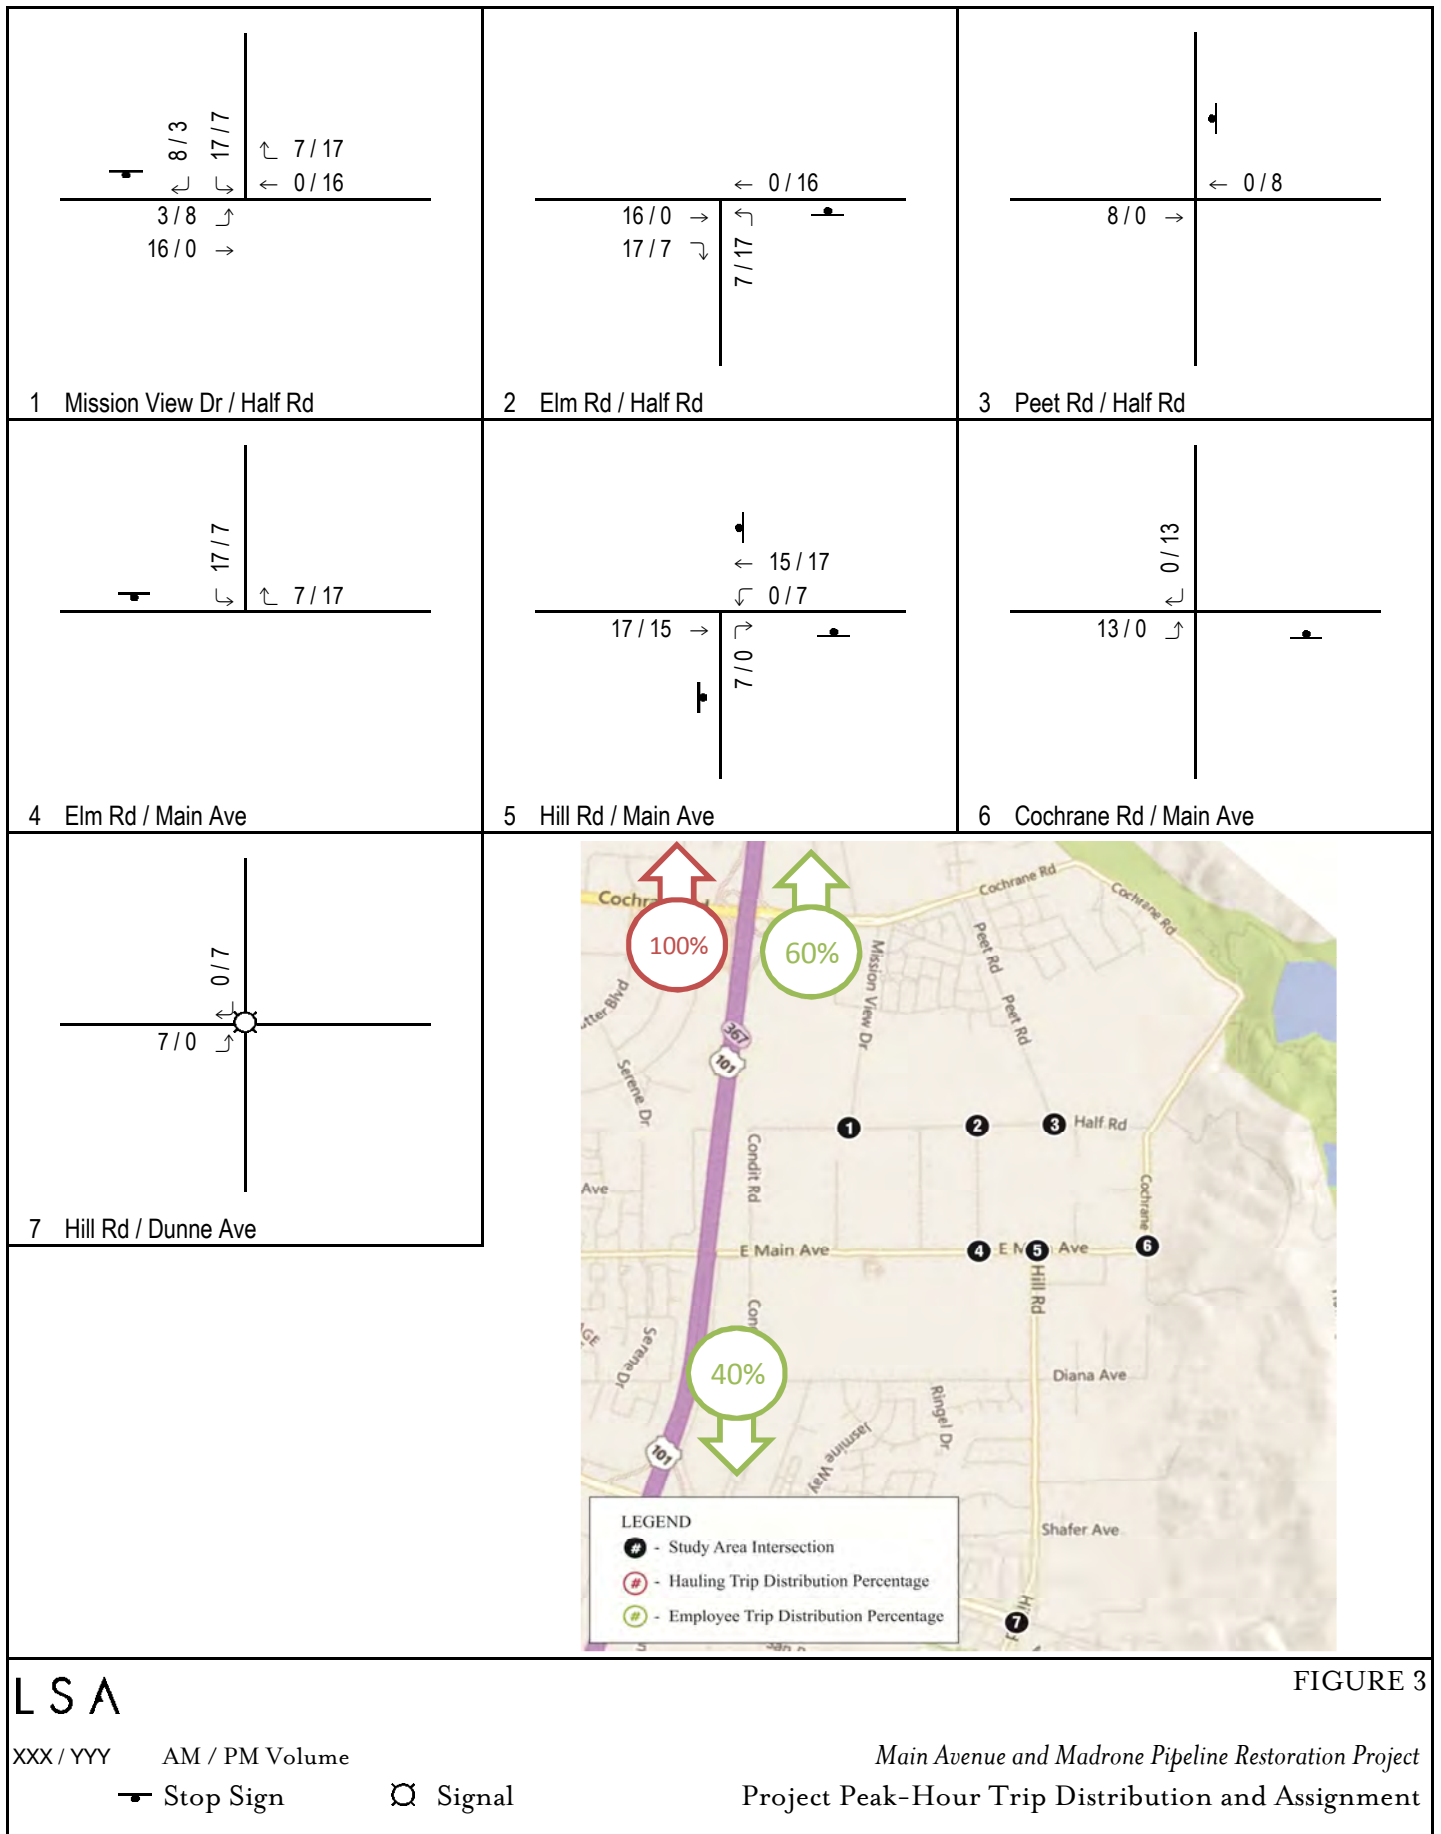 8 / 3
17 / 7
7 / 17
0 / 16
3 / 8
16 / 0
1 Mission View Dr / Half Rd
0 / 16
16 / 0
17 / 7
7 / 17
2 Elm Rd / Half Rd
0 / 8
8 / 0
3 Peet Rd / Half Rd
17 / 7
7 / 17
4 Elm Rd / Main Ave
15 / 17
0 / 7
17 / 15
7 / 0
5 Hill Rd / Main Ave
0 / 13
13 / 0
6 Cochrane Rd / Main Ave
0 / 7
7 / 0
7 Hill Rd / Dunne Ave
100%
60%
Cochrane Rd
Cochrane Rd
Mission View Dr
Peet Rd
Peet Rd
367
101
Serene Dr
1
2
3
Half Rd
Condit Rd
Ave
Cochrane
E Main Ave
4
5
Ave
6
Hill Rd
Serene Dr
40%
Diana Ave
Ringel Dr
Jasmine Way
101
Shafer Ave
7
LEGEND
# - Study Area Intersection
# - Hauling Trip Distribution Percentage
# - Employee Trip Distribution Percentage
LSA
FIGURE 3
XXX / YYY AM / PM Volume
Stop Sign Signal
Main Avenue and Madrone Pipeline Restoration Project
Project Peak-Hour Trip Distribution and Assignment